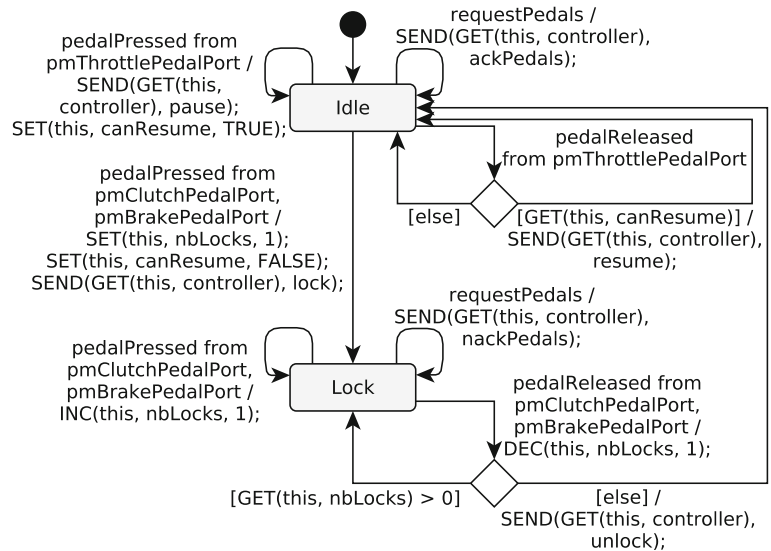 requestPedals /
SEND(GET(this, controller),
ackPedals);
pedalPressed from
pmThrottlePedalPort /
SEND(GET(this,
controller), pause);
SET(this, canResume, TRUE);
Idle
pedalReleased
from pmThrottlePedalPort
[else]
[GET(this, canResume)] /
SEND(GET(this, controller),
resume);
pedalPressed from
pmClutchPedalPort,
pmBrakePedalPort /
SET(this, nbLocks, 1);
SET(this, canResume, FALSE);
SEND(GET(this, controller), lock);
requestPedals /
SEND(GET(this, controller),
nackPedals);
pedalPressed from
pmClutchPedalPort,
pmBrakePedalPort /
INC(this, nbLocks, 1);
Lock
pedalReleased from
pmClutchPedalPort,
pmBrakePedalPort /
DEC(this, nbLocks, 1);
[GET(this, nbLocks) > 0]
[else] /
SEND(GET(this, controller),
unlock);